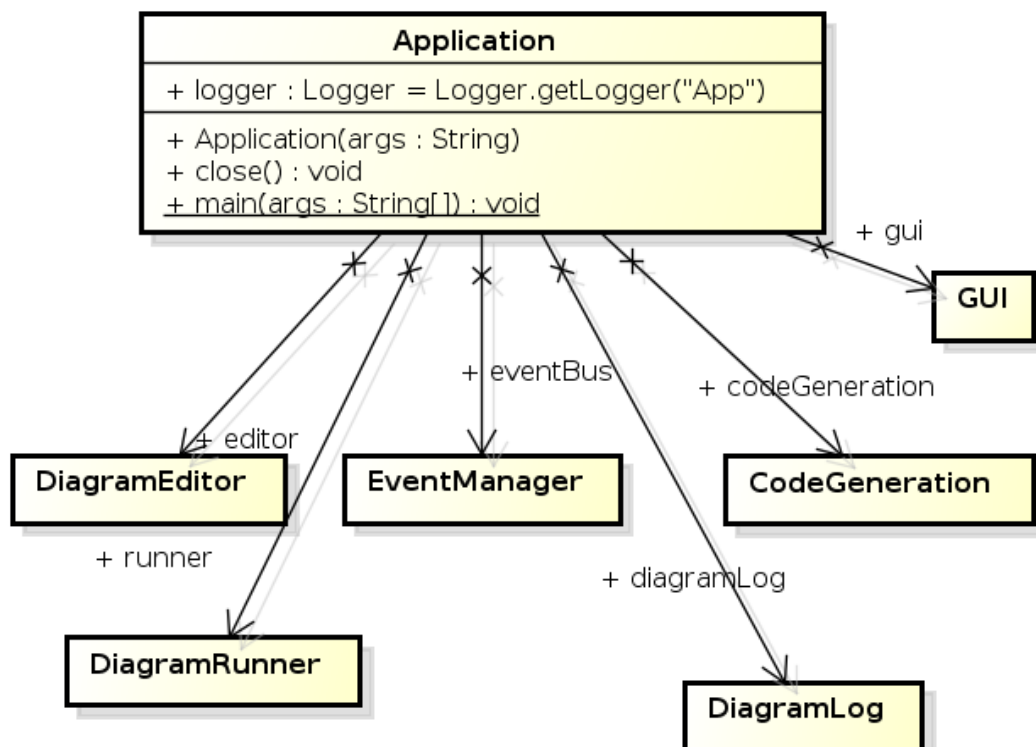 Application
+ logger : Logger = Logger.getLogger("App")
+ Application(args : String)
+ close() : void
+ main(args : String[]) : void
+ gui
GUI
+ eventBus
+ codeGeneration
+ editor
DiagramEditor
EventManager
CodeGeneration
+ runner
+ diagramLog
DiagramRunner
DiagramLog